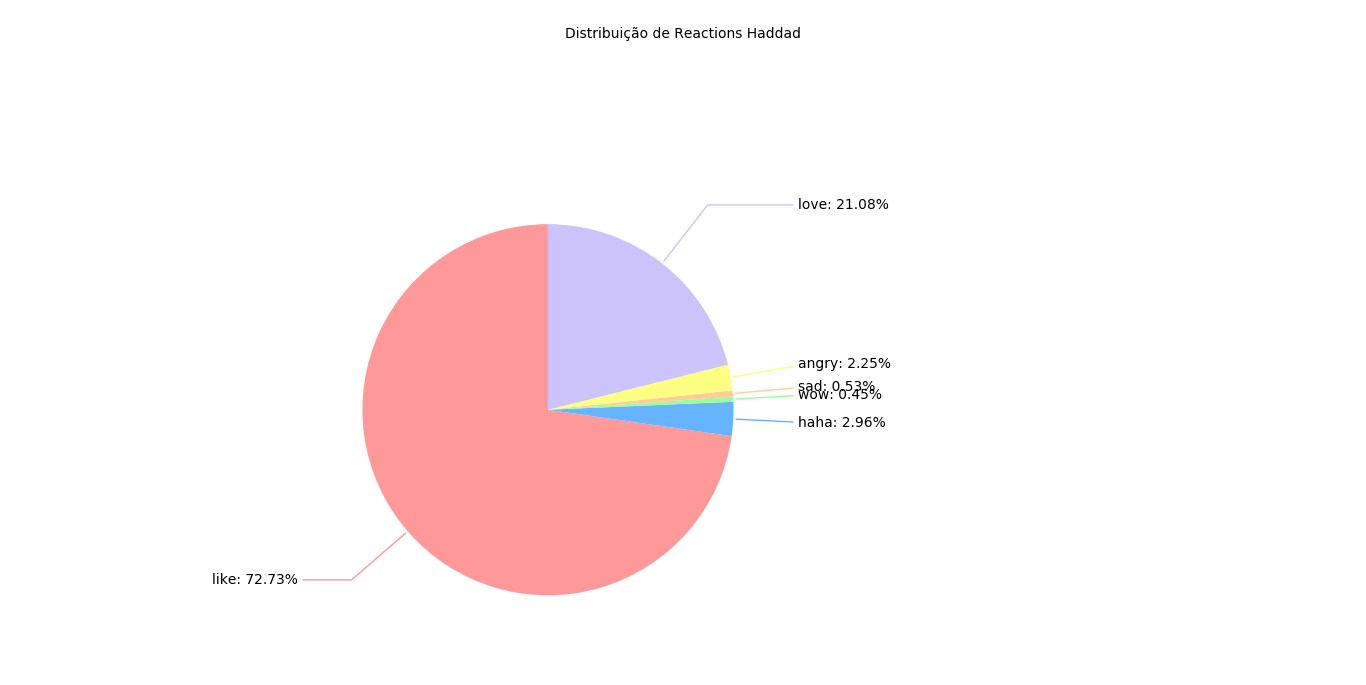 Distribuição de Reactions Haddad
love: 21.08%
angry: 2.25%
sad: 0.53%
wow: 0.45%
haha: 2.96%
like: 72.73%